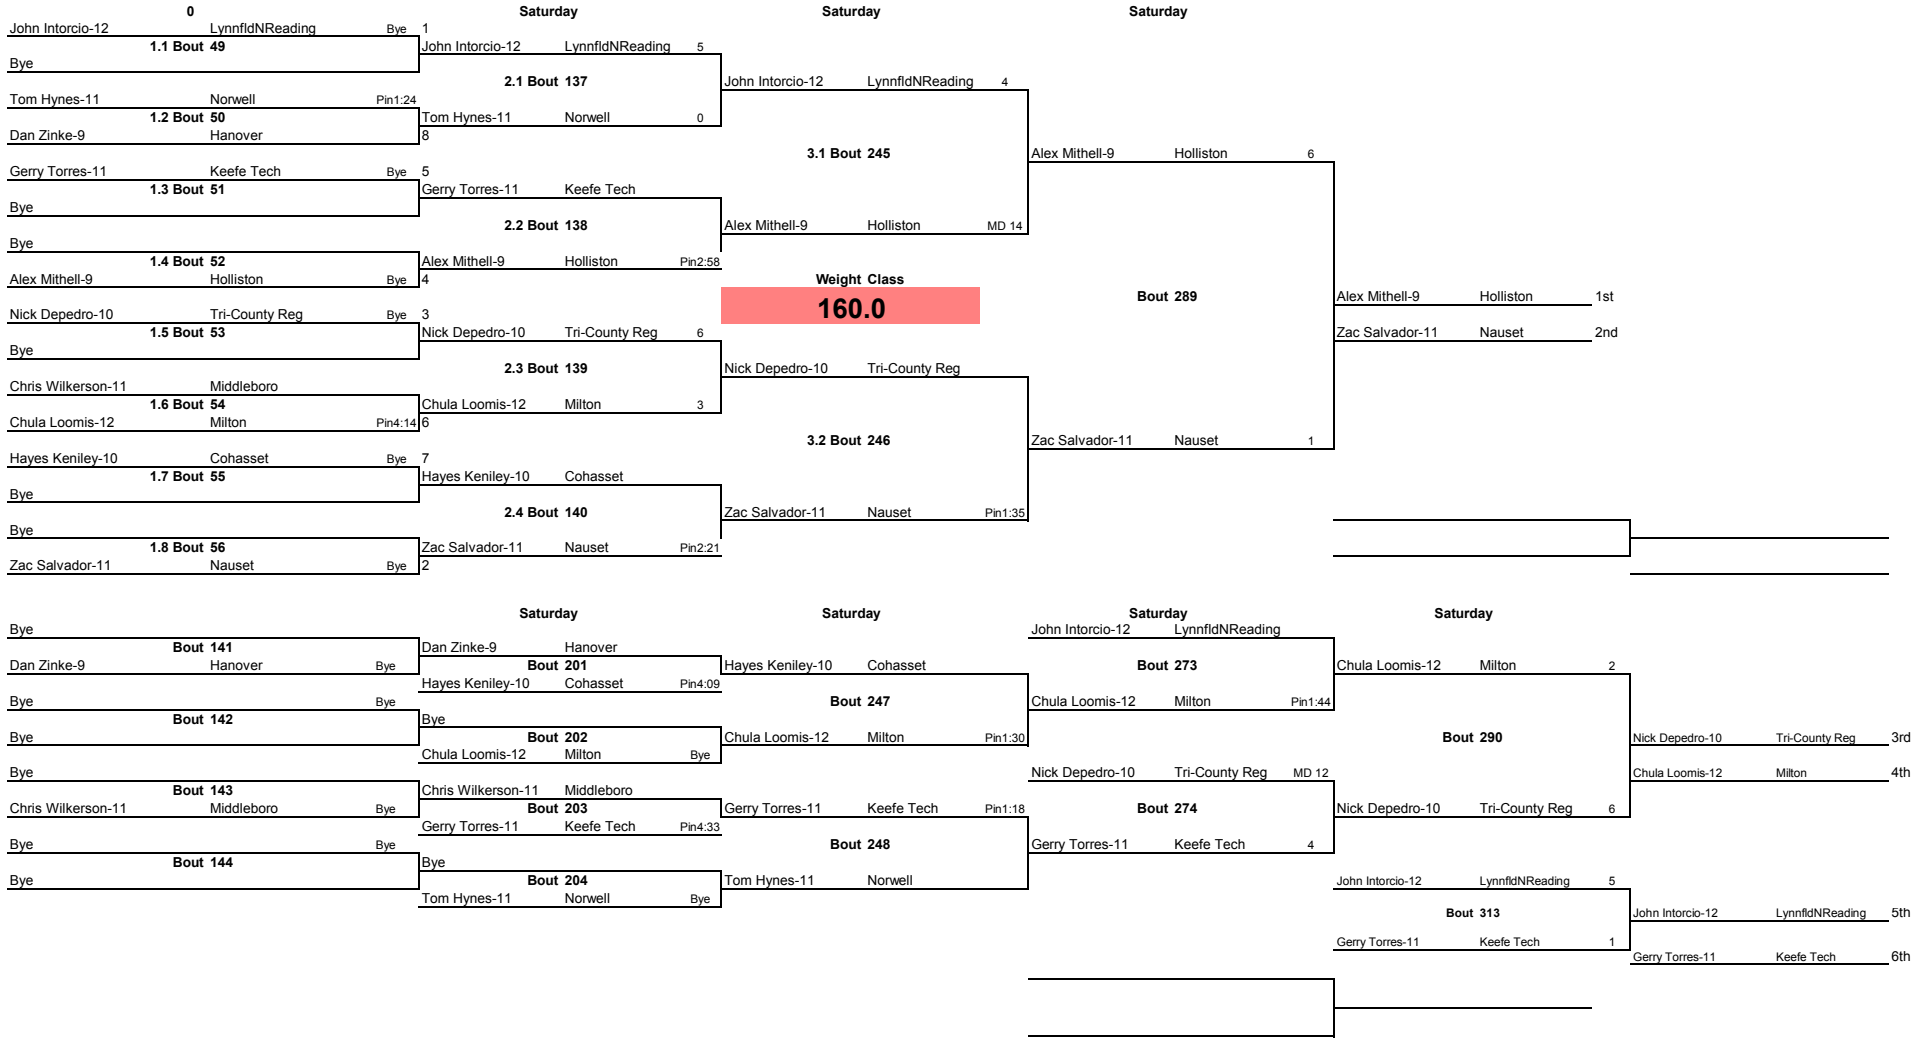 0 Saturday Saturday Saturday
John Intorcio-12 LynnfldNReading Bye 1
1.1 Bout 49
John Intorcio-12 LynnfldNReading 5
Bye
2.1 Bout 137
John Intorcio-12 LynnfldNReading 4
Tom Hynes-11 Norwell Pin1:24
1.2 Bout 50
Tom Hynes-11 Norwell 0
Dan Zinke-9 Hanover 8
3.1 Bout 245
Alex Mithell-9 Holliston 6
Gerry Torres-11 Keefe Tech Bye 5
1.3 Bout 51
Gerry Torres-11 Keefe Tech
Bye
2.2 Bout 138
Alex Mithell-9 Holliston MD 14
Bye
1.4 Bout 52
Alex Mithell-9 Holliston Pin2:58
Alex Mithell-9 Holliston Bye 4
Weight Class
160.0
Bout 289
Alex Mithell-9 Holliston 1st
Nick Depedro-10 Tri-County Reg Bye 3
1.5 Bout 53
Nick Depedro-10 Tri-County Reg 6
Zac Salvador-11 Nauset 2nd
Bye
2.3 Bout 139
Nick Depedro-10 Tri-County Reg
Chris Wilkerson-11 Middleboro
1.6 Bout 54
Chula Loomis-12 Milton 3
Chula Loomis-12 Milton Pin4:14 6
3.2 Bout 246
Zac Salvador-11 Nauset 1
Hayes Keniley-10 Cohasset Bye 7
1.7 Bout 55
Hayes Keniley-10 Cohasset
Bye
2.4 Bout 140
Zac Salvador-11 Nauset Pin1:35
Bye
1.8 Bout 56
Zac Salvador-11 Nauset Pin2:21
Zac Salvador-11 Nauset Bye 2
Saturday Saturday Saturday Saturday
Bye
John Intorcio-12 LynnfldNReading
Bout 141
Dan Zinke-9 Hanover
Dan Zinke-9 Hanover Bye
Bout 201
Hayes Keniley-10 Cohasset
Bout 273
Chula Loomis-12 Milton 2
Hayes Keniley-10 Cohasset Pin4:09
Bye Bye
Bout 247
Chula Loomis-12 Milton Pin1:44
Bout 142
Bye
Bye
Bout 202
Chula Loomis-12 Milton Pin1:30
Bout 290
Nick Depedro-10 Tri-County Reg 3rd
Chula Loomis-12 Milton Bye
Bye
Nick Depedro-10 Tri-County Reg MD 12
Chula Loomis-12 Milton 4th
Bout 143
Chris Wilkerson-11 Middleboro
Chris Wilkerson-11 Middleboro Bye
Bout 203
Gerry Torres-11 Keefe Tech Pin1:18
Bout 274
Nick Depedro-10 Tri-County Reg 6
Gerry Torres-11 Keefe Tech Pin4:33
Bye Bye
Bout 248
Gerry Torres-11 Keefe Tech 4
Bout 144
Bye
Bye
Bout 204
Tom Hynes-11 Norwell
John Intorcio-12 LynnfldNReading 5
Tom Hynes-11 Norwell Bye
Bout 313
John Intorcio-12 LynnfldNReading 5th
Gerry Torres-11 Keefe Tech 1
Gerry Torres-11 Keefe Tech 6th